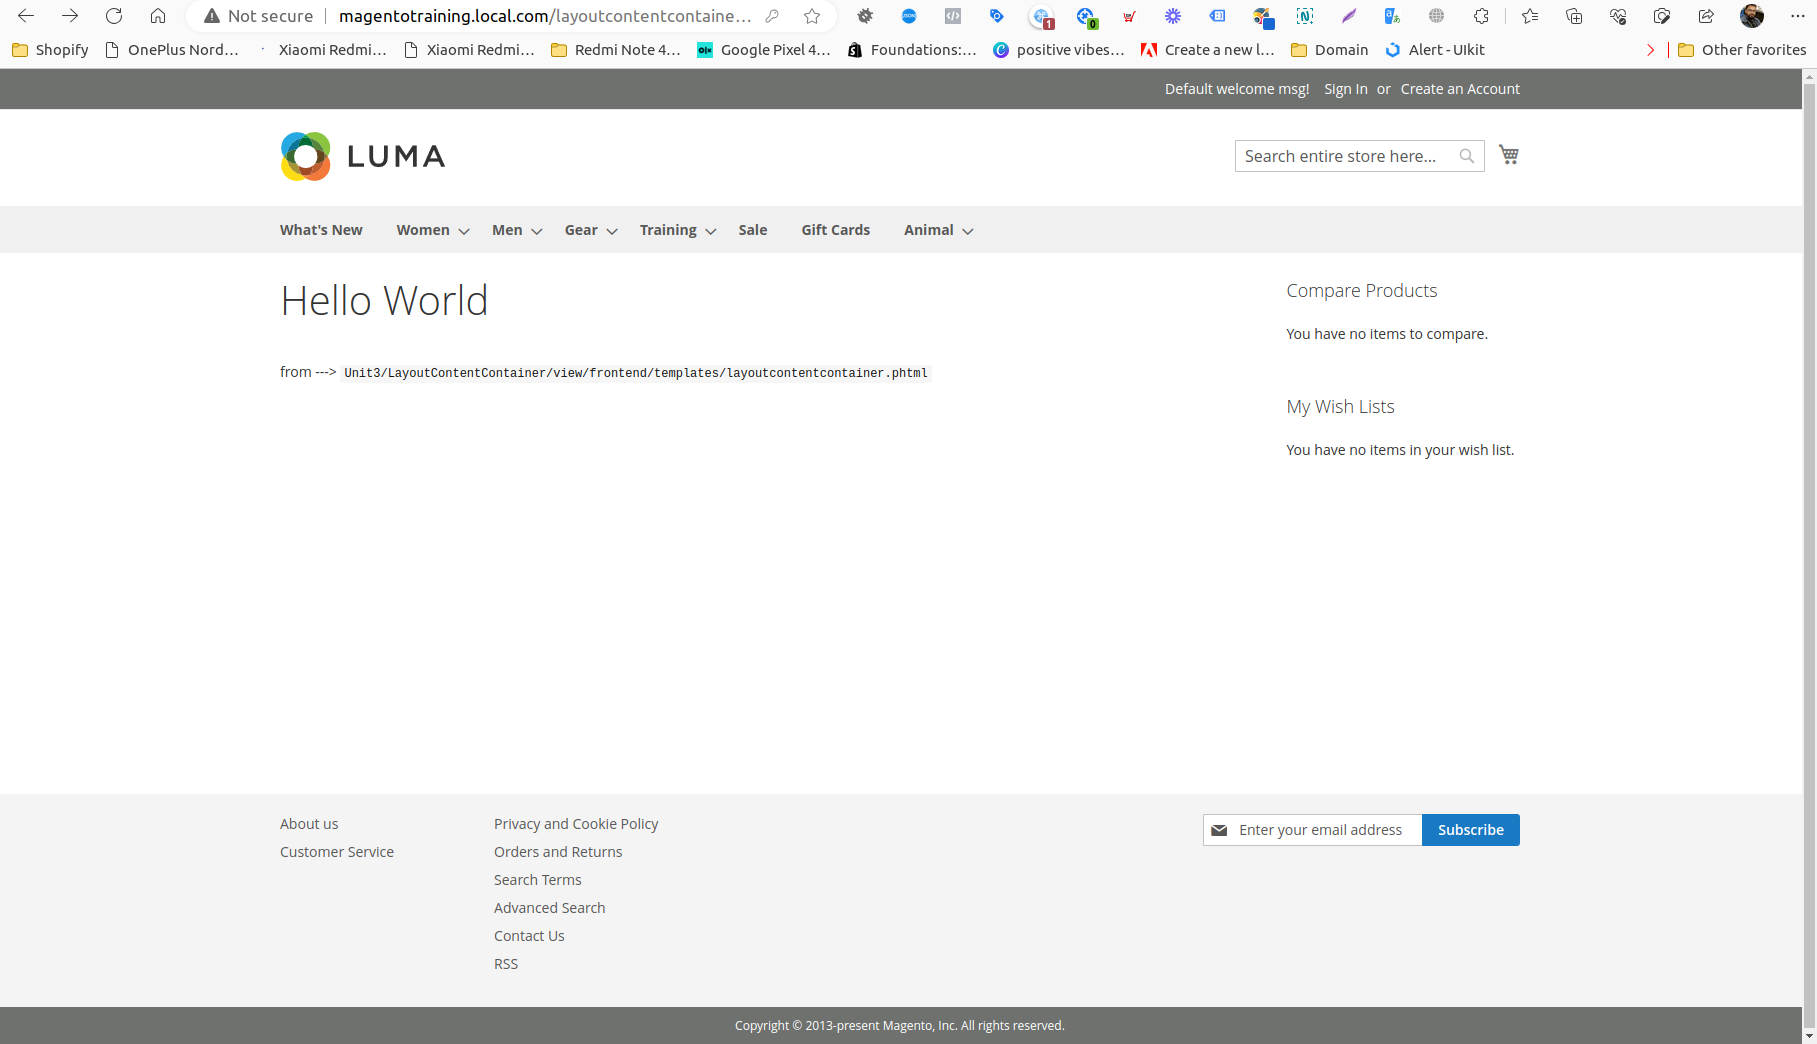 Not secure magentotraining.local.com/layoutcontentcontaine...
1 0
Shopify OnePlus Nord... Xiaomi Redmi... Xiaomi Redmi... Redmi Note 4... Google Pixel 4... Foundations:... positive vibes... Create a new l... Domain Alert - UIkit Other favorites
Default welcome msg! Sign In or Create an Account
LUMA
Search entire store here...
What's New Women Men Gear Training Sale Gift Cards Animal
Hello World
from ---> Unit3/LayoutContentContainer/view/frontend/templates/layoutcontentcontainer.phtml
Compare Products
You have no items to compare.
My Wish Lists
You have no items in your wish list.
About us
Customer Service
Privacy and Cookie Policy
Orders and Returns
Search Terms
Advanced Search
Contact Us
RSS
Enter your email address Subscribe
Copyright © 2013-present Magento, Inc. All rights reserved.